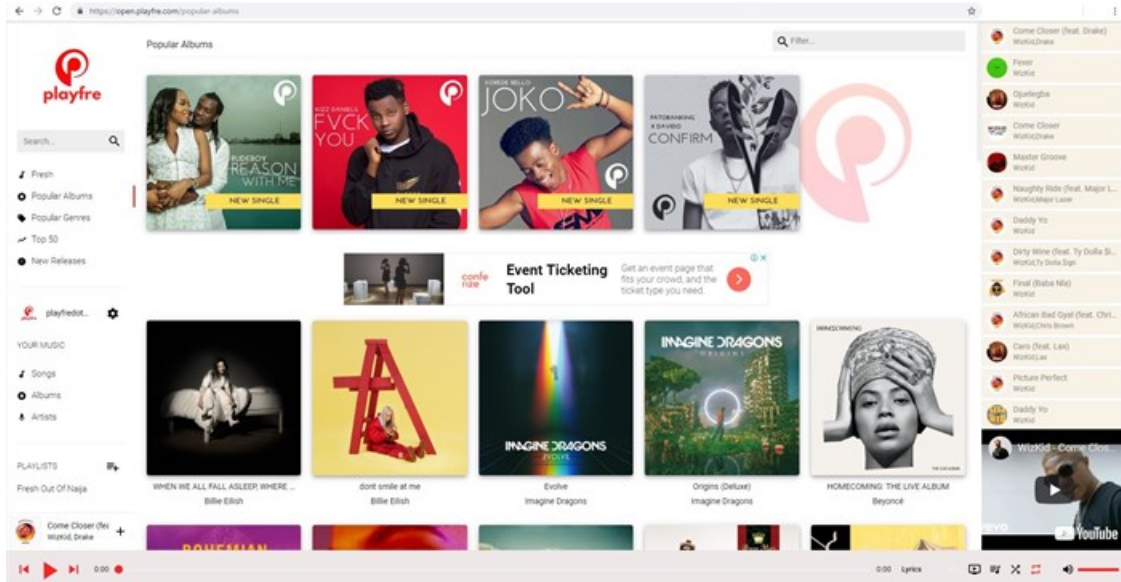 https://open.playfre.com/popular-albums
playfre
Search...
Fresh
Popular Albums
Popular Genres
Top 50
New Releases
playfredot...
YOUR MUSIC
Songs
Albums
Artists
PLAYLISTS
Fresh Out Of Naija
Come Closer (fea
WizKid, Drake
Popular Albums
Filter...
RUDEBOY
REASON
WITH ME
NEW SINGLE
KIZZ DANIELS
FVCK
YOU
NEW SINGLE
KOREDE BELLO
JOKO
NEW SINGLE
PATORANKING
X DAVIDO
CONFIRM
NEW SINGLE
confe
rize
Event Ticketing
Tool
Get an event page that
fits your crowd, and the
ticket type you need.
IMAGINE DRAGONS
EVOLVE
IMAGINE DRAGONS
ORIGINS
HOMECOMING
THE LIVE ALBUM
WHEN WE ALL FALL ASLEEP, WHERE ...
Billie Eilish
dont smile at me
Billie Eilish
Evolve
Imagine Dragons
Origins (Deluxe)
Imagine Dragons
HOMECOMING: THE LIVE ALBUM
Beyoncé
BOHEMIAN
Come Closer (feat. Drake)
WizKid,Drake
Fever
WizKid
Ojuelegba
WizKid
Come Closer
WizKid,Drake
Master Groove
WizKid
Naughty Ride (feat. Major L...
WizKid,Major Lazer
Daddy Yo
WizKid
Dirty Wine (feat. Ty Dolla Si...
WizKid,Ty Dolla Sign
Final (Baba Nla)
WizKid
African Bad Gyal (feat. Chri...
WizKid,Chris Brown
Caro (feat. Lax)
WizKid,Lax
Picture Perfect
WizKid
Daddy Yo
WizKid
WizKid - Come Clos...
vevo
YouTube
0:00
0:00
Lyrics